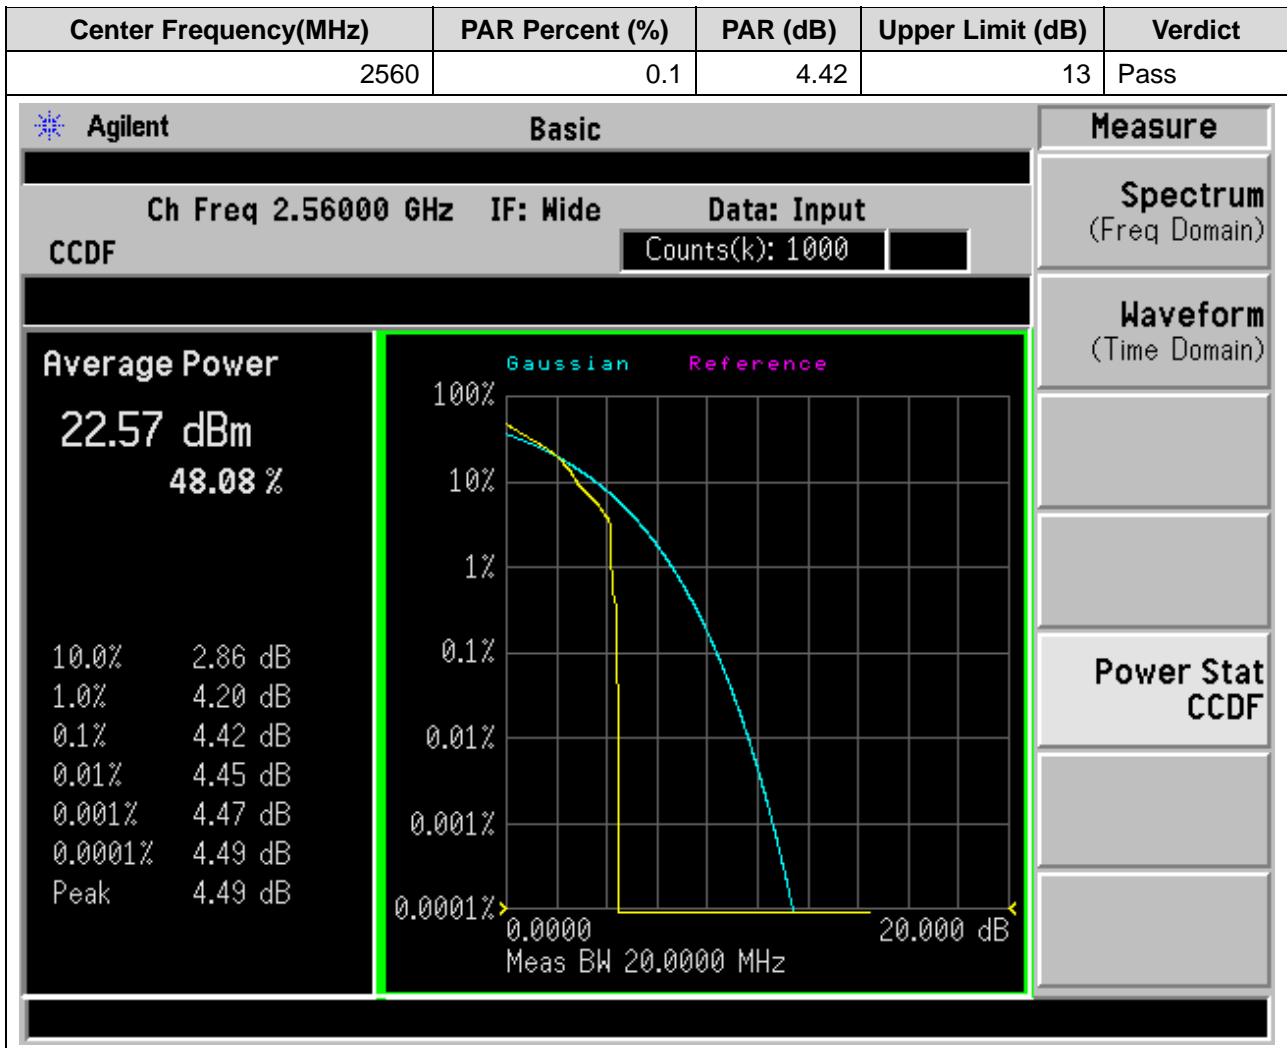 Center Frequency(MHz) PAR Percent (%) PAR (dB) Upper Limit (dB) Verdict
2560 0.1 4.42 13 Pass
Agilent Basic Measure
Ch Freq 2.56000 GHz IF: Wide Data: Input
CCDF Counts(k): 1000
Spectrum
(Freq Domain)
Waveform
(Time Domain)
Power Stat
CCDF
Average Power
22.57 dBm
48.08 %
10.0% 2.86 dB
1.0% 4.20 dB
0.1% 4.42 dB
0.01% 4.45 dB
0.001% 4.47 dB
0.0001% 4.49 dB
Peak 4.49 dB
Gaussian Reference
100%
10%
1%
0.1%
0.01%
0.001%
0.0001%
0.0000 20.000 dB
Meas BW 20.0000 MHz